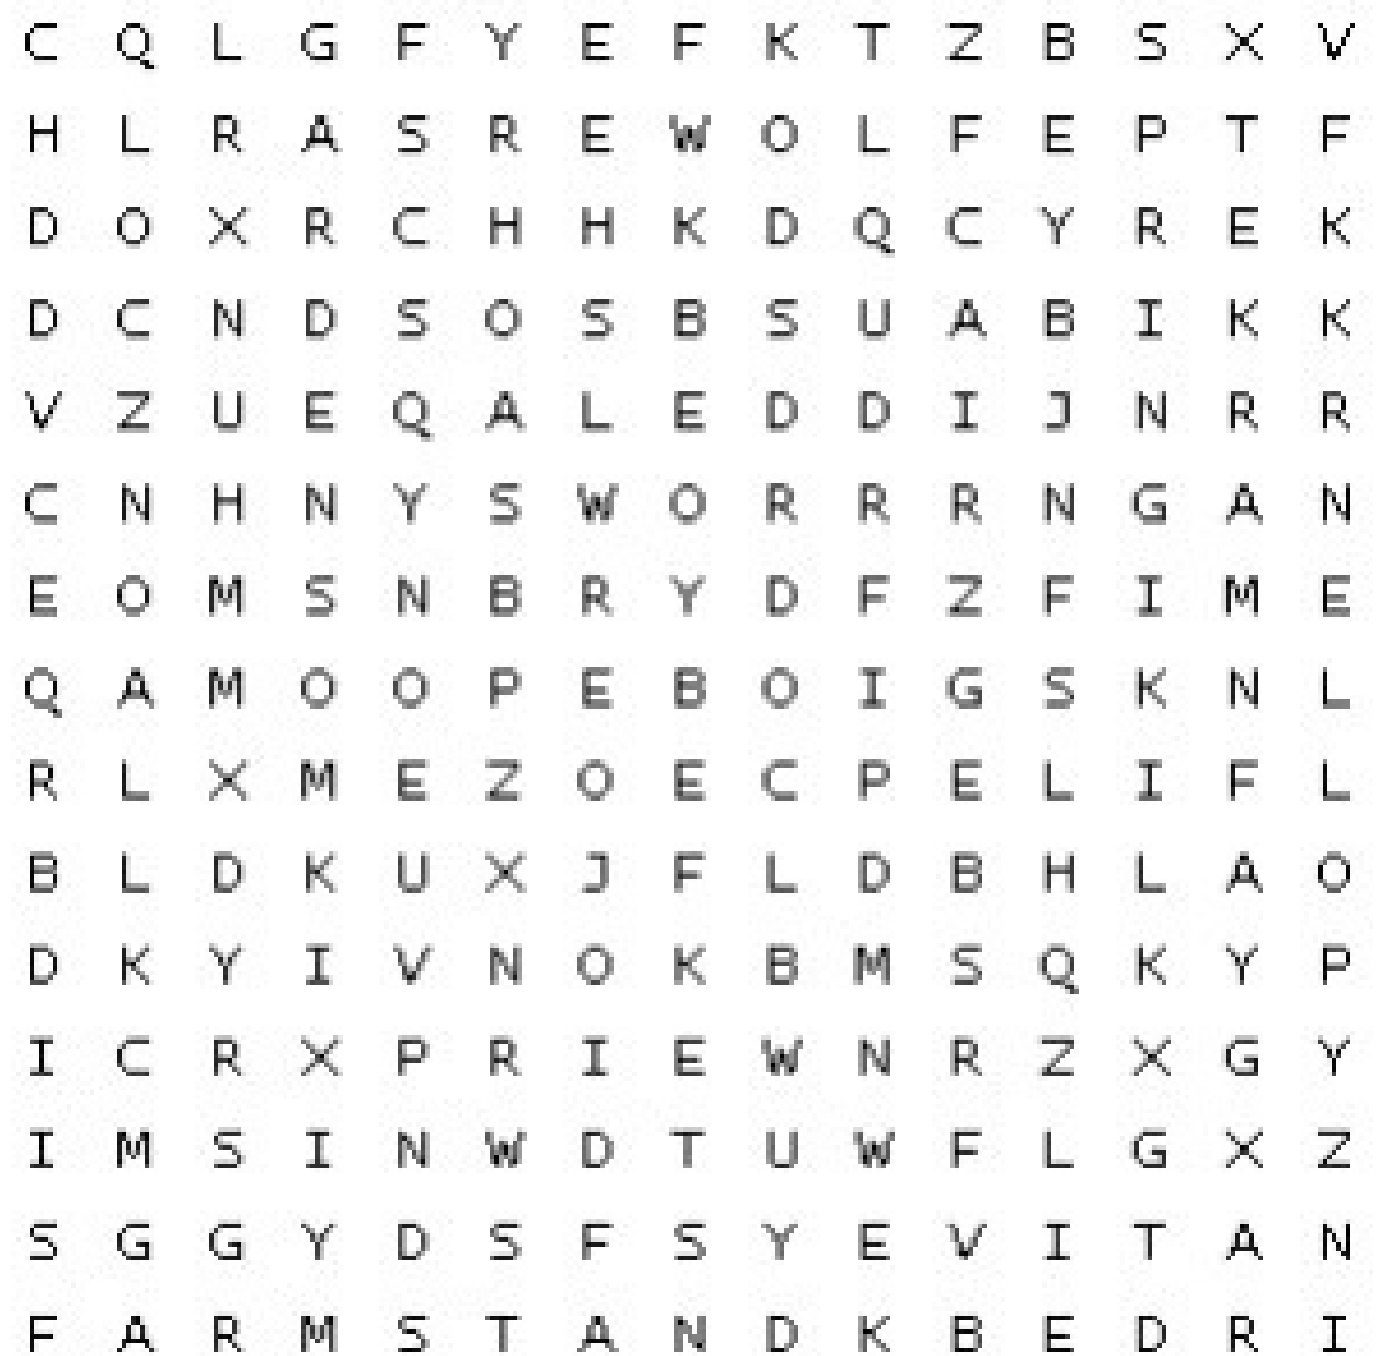 C Q L G F Y E F K T Z B S X V
H L R A S R E W O L F E P T F
D O X R C H H K D Q C Y R E K
D C N D S O S B S U A B I K K
V Z U E Q A L E D D I J N R R
C N H N Y S W O R R R N G A N
E O M S N B R Y D F Z F I M E
Q A M O O P E B O I G S K N L
R L X M E Z O E C P E L I F L
B L D K U X J F L D B H L A O
D K Y I V N O K B M S Q K Y P
I C R X P R I E W N R Z X G Y
I M S I N W D T U W F L G X Z
S G G Y D S F S Y E V I T A N
F A R M S T A N D K B E D R I